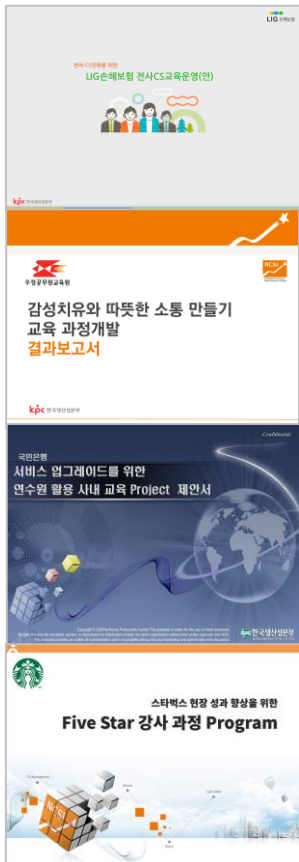 LIG 손해보험
전사 CS강화를 위한
LIG손해보험 전사CS교육운영(안)
kpc 한국생산성본부
우정공무원교육원
NCSI
감성치유와 따뜻한 소통 만들기
교육 과정개발
결과보고서
kpc 한국생산성본부
Confidential
국민은행
서비스 업그레이드를 위한
연수원 활용 사내 교육 Project 제안서
kpc 한국생산성본부
스타벅스 현장 성과 향상을 위한
Five Star 강사 과정 Program
NCSI